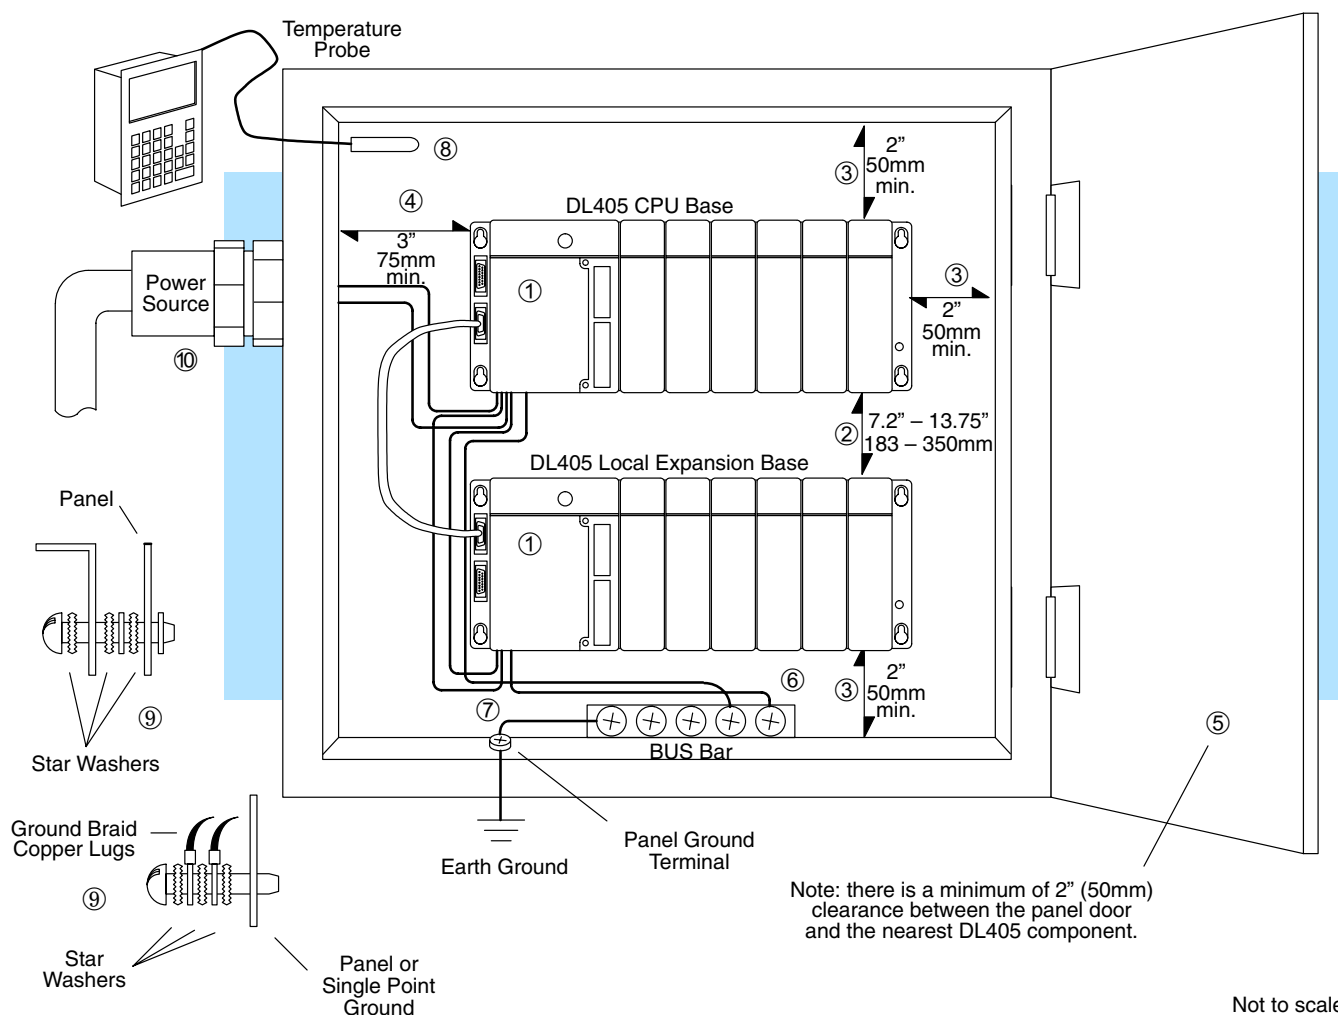 Temperature
Probe
⑧
③
2”
50mm
min.
④
3”
75mm
min.
DL405 CPU Base
①
③
2”
50mm
min.
Power
Source
⑩
②
7.2” – 13.75”
183 – 350mm
DL405 Local Expansion Base
①
Panel
⑨
Star Washers
⑥
③
2”
50mm
min.
⑦
BUS Bar
⑤
Ground Braid
Copper Lugs
⑨
Star
Washers
Panel or
Single Point
Ground
Earth Ground
Panel Ground
Terminal
Note: there is a minimum of 2” (50mm)
clearance between the panel door
and the nearest DL405 component.
Not to scale